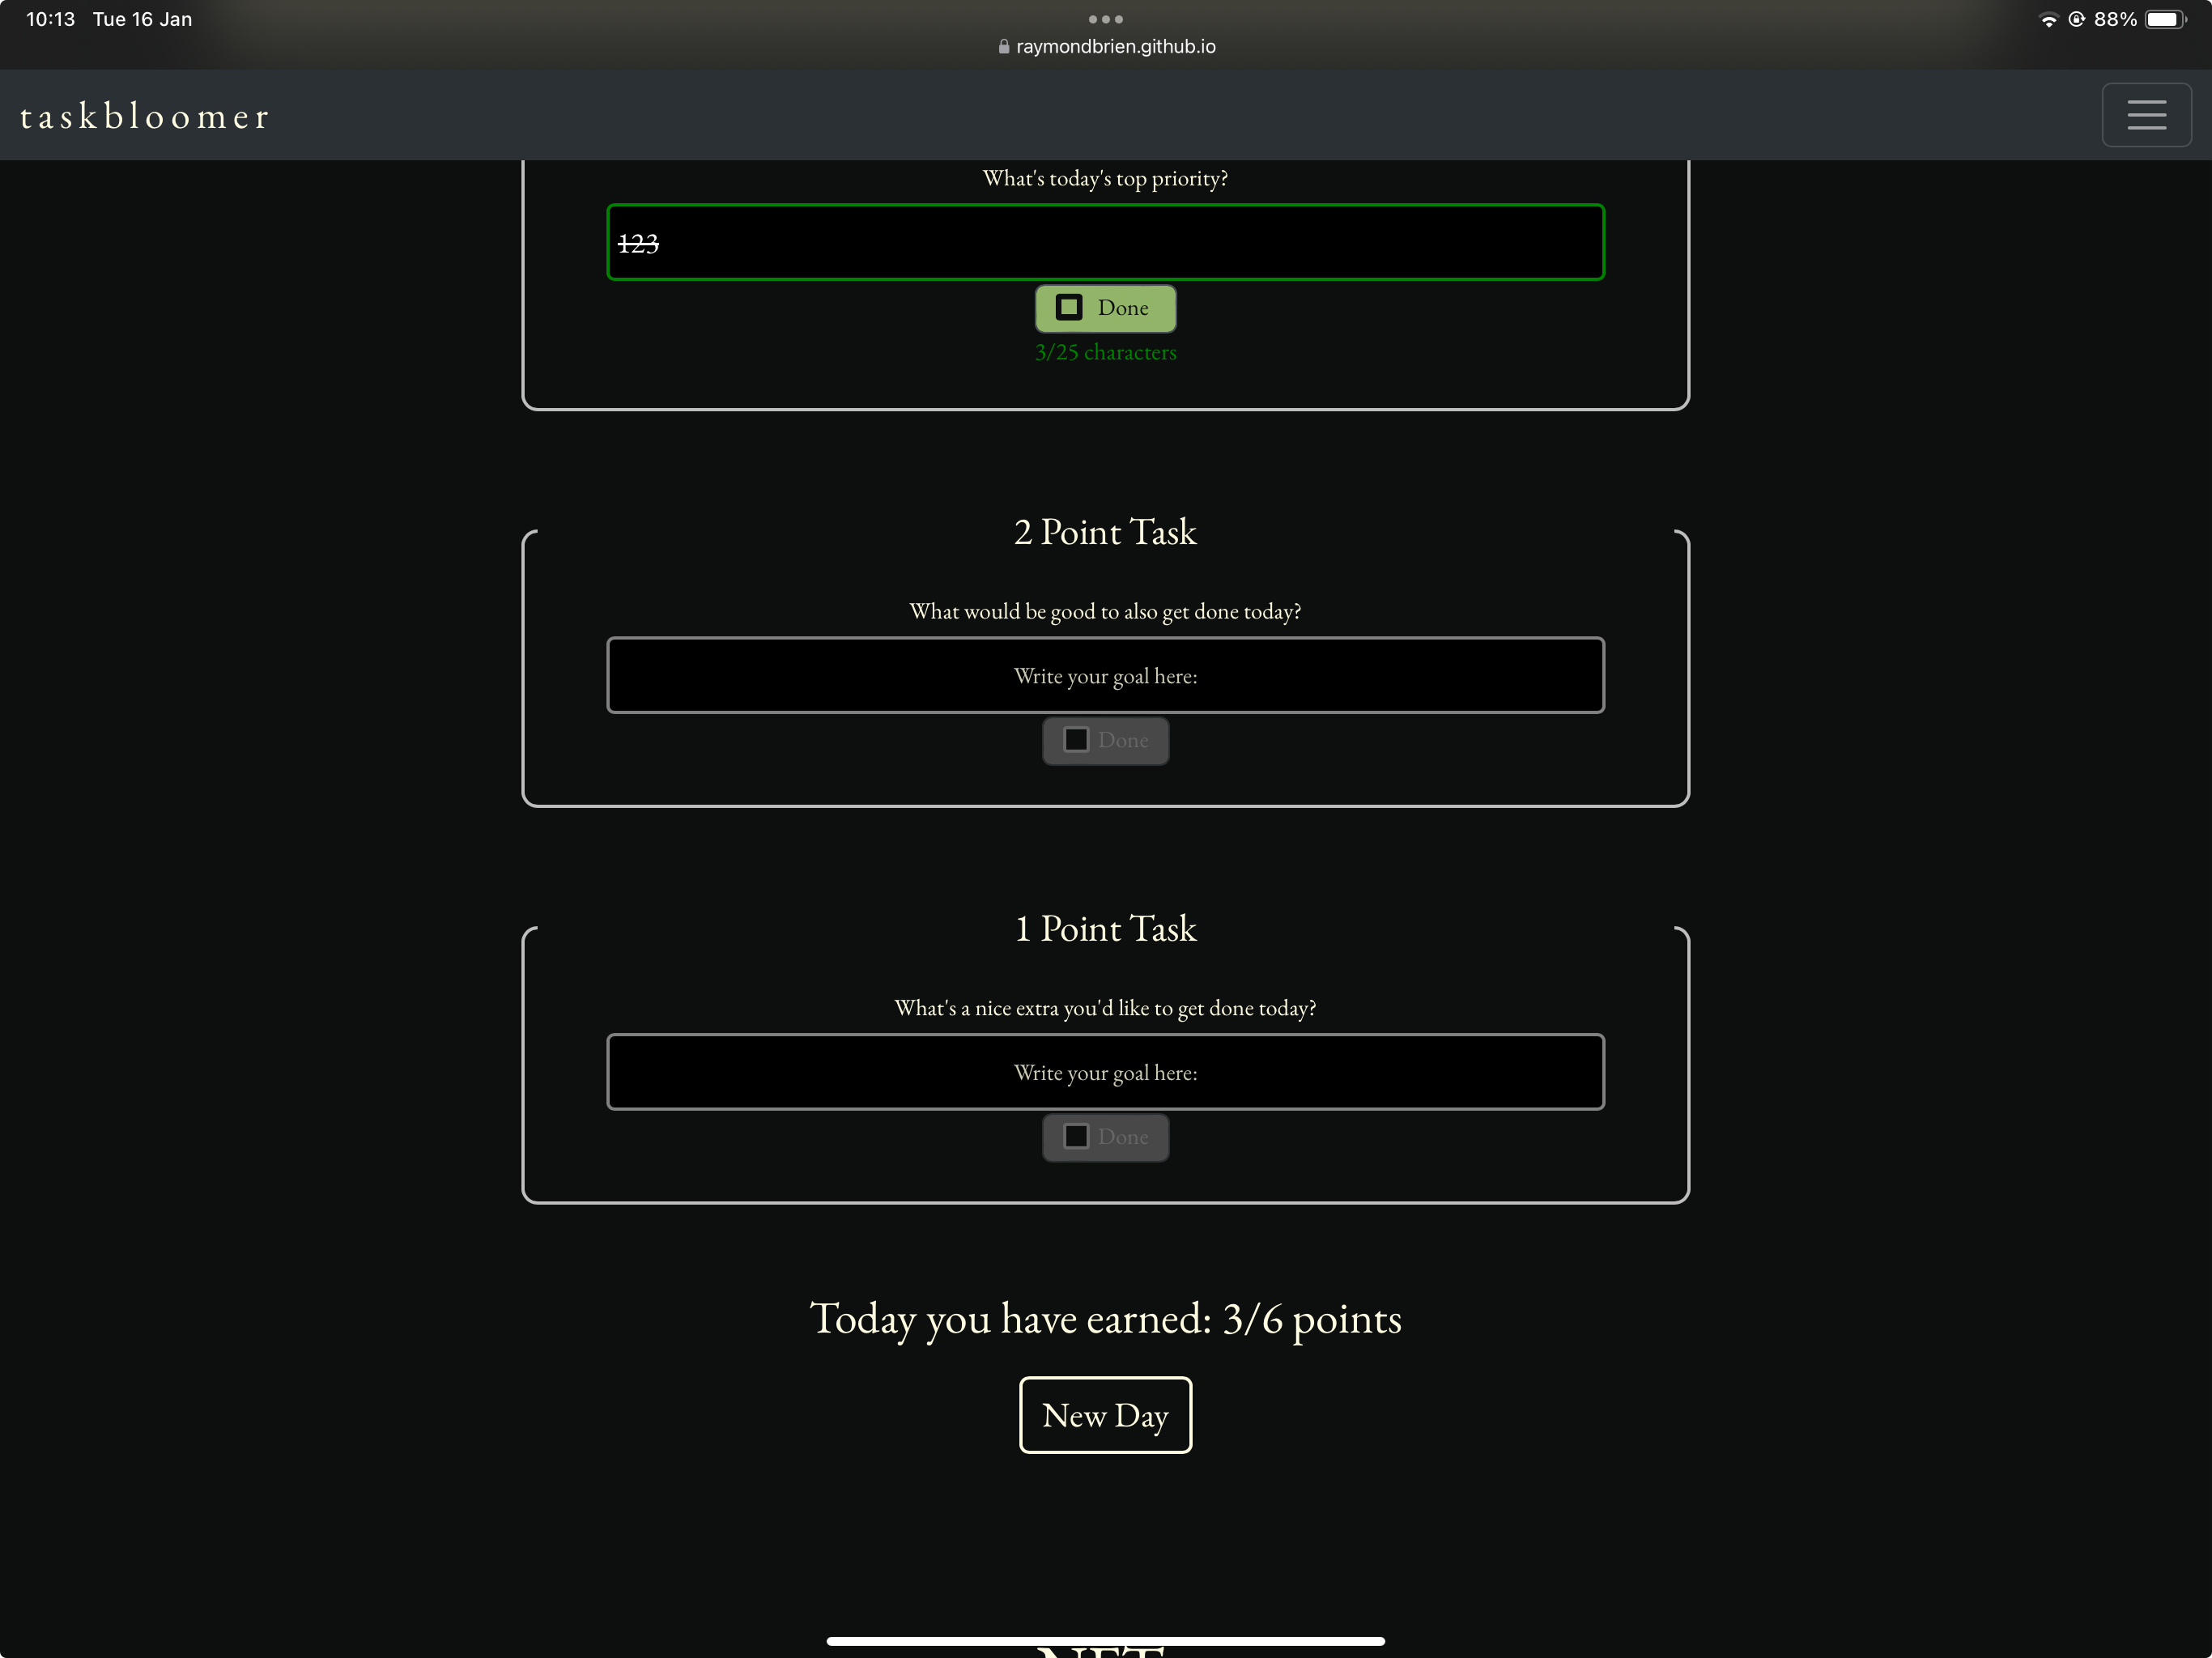 10:13 Tue 16 Jan
88%
raymondbrien.github.io
taskbloomer
What's today's top priority?
123
Done
3/25 characters
2 Point Task
What would be good to also get done today?
Write your goal here:
Done
1 Point Task
What's a nice extra you'd like to get done today?
Write your goal here:
Done
Today you have earned: 3/6 points
New Day